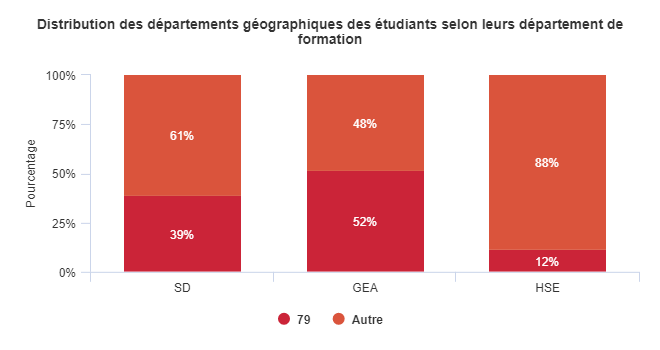 Distribution des départements géographiques des étudiants selon leurs département de
formation
100%
75%
50%
25%
0%
Pourcentage
61%
39%
48%
52%
88%
12%
SD
GEA
HSE
79
Autre